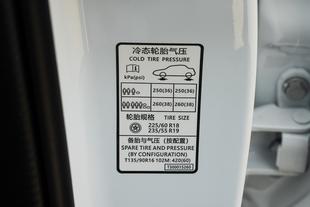 冷态轮胎气压
COLD TIRE PRESSURE
kPa(psi)
250(36) 250(36)
260(38) 260(38)
轮胎规格 TIRE SIZE
225/60 R18
235/55 R19
备胎与气压（按配置）
SPARE TIRE AND PRESSURE
(BY CONFIGURATION)
T135/90R16 102M: 420(60)